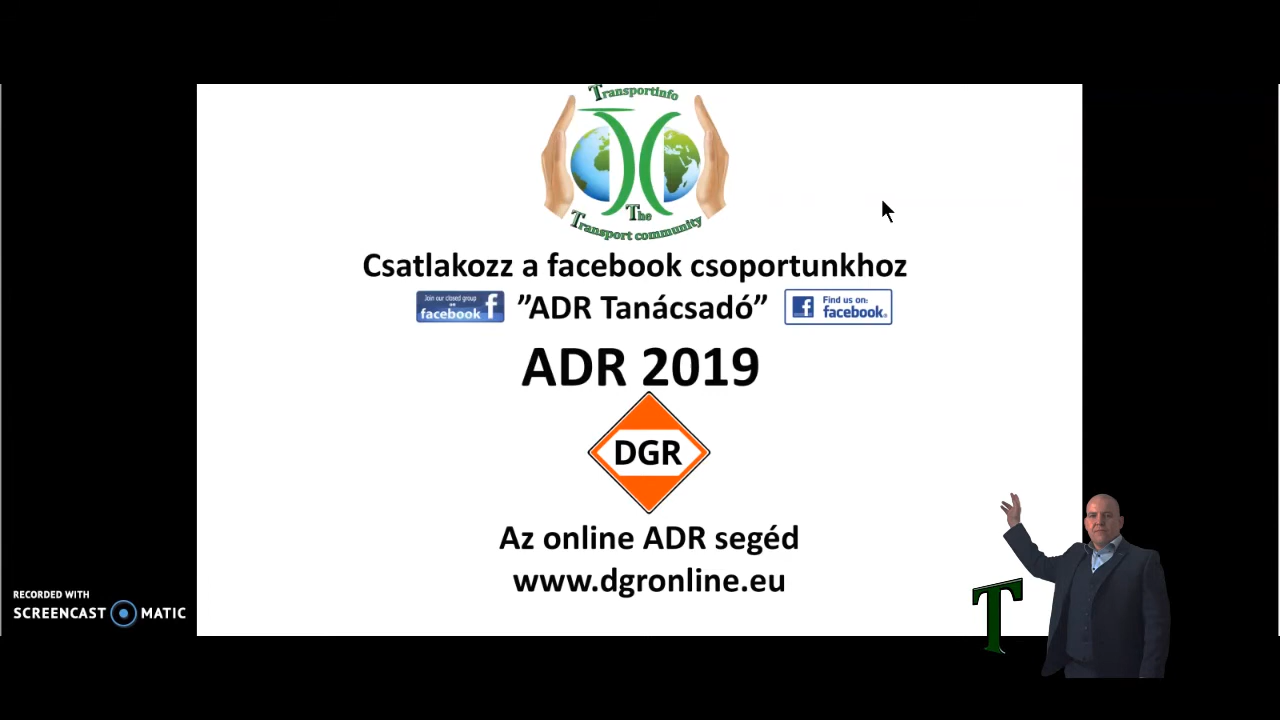 Transportinfo
The
Transport community
Csatlakozz a facebook csoportunkhoz
Join our closed group
on
facebook
”ADR Tanácsadó”
Find us on:
facebook®
ADR 2019
DGR
Az online ADR segéd
www.dgronline.eu
T
RECORDED WITH
SCREENCAST MATIC